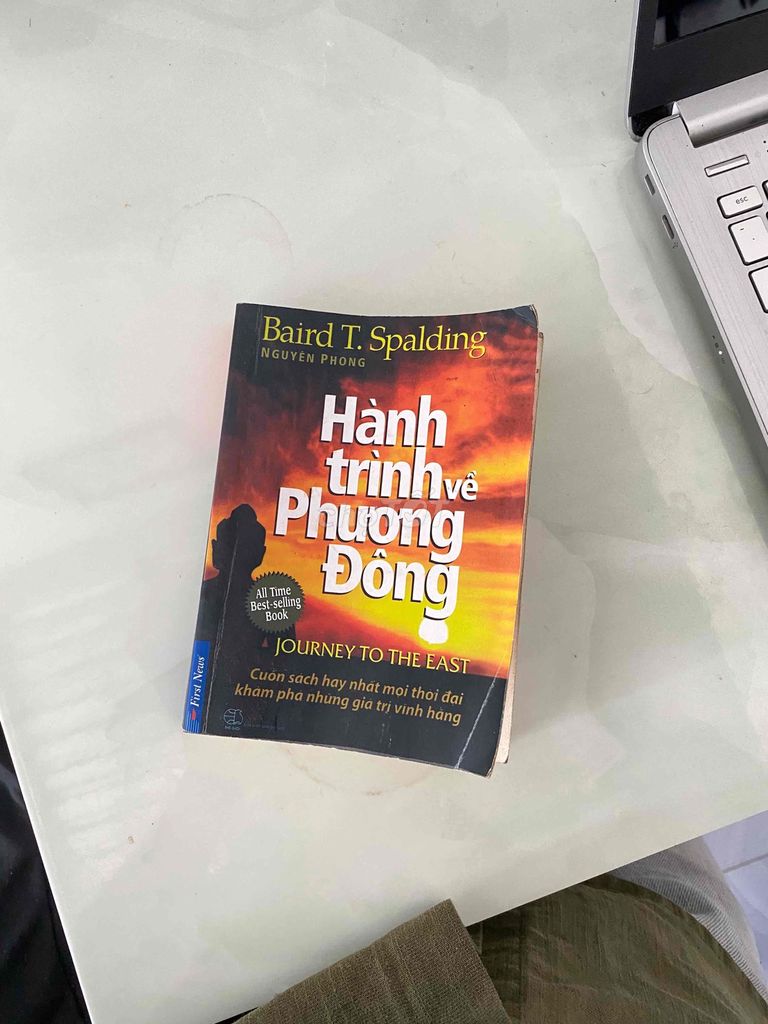 Baird T. Spalding
NGUYÊN PHONG
Hành
trình về
Phương
Đông
All Time
Best-selling
Book
JOURNEY TO THE EAST
Cuốn sách hay nhất mọi thời đại
khám phá những giá trị vĩnh hằng
First News
esc